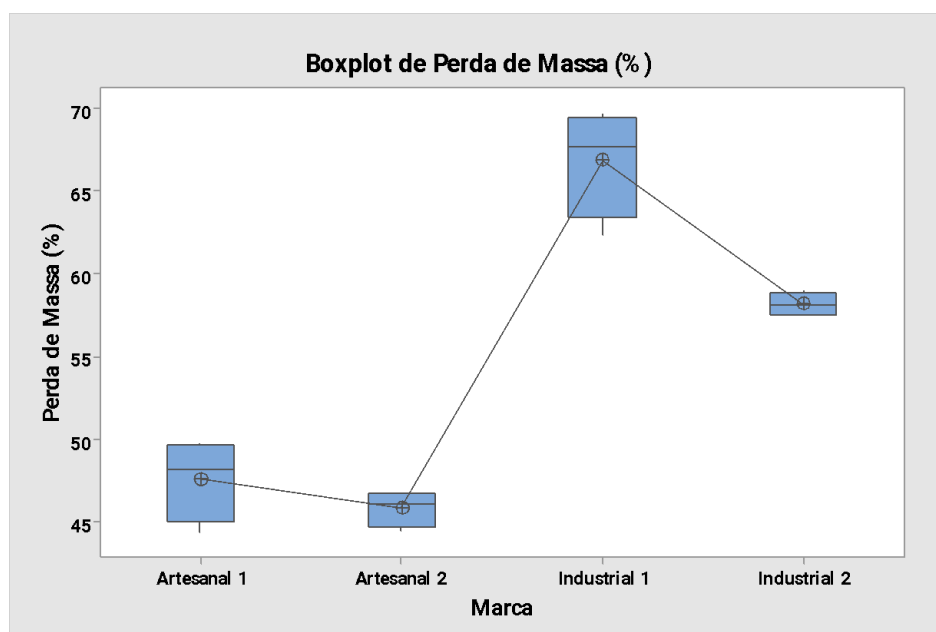 Boxplot de Perda de Massa (%)
70
65
60
55
50
45
Perda de Massa (%)
Artesanal 1
Artesanal 2
Industrial 1
Industrial 2
Marca